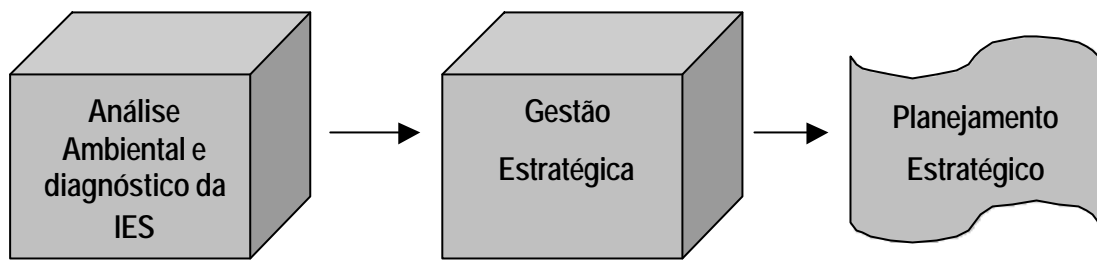 Análise
Ambiental e
diagnóstico da
IES
Gestão
Estratégica
Planejamento
Estratégico